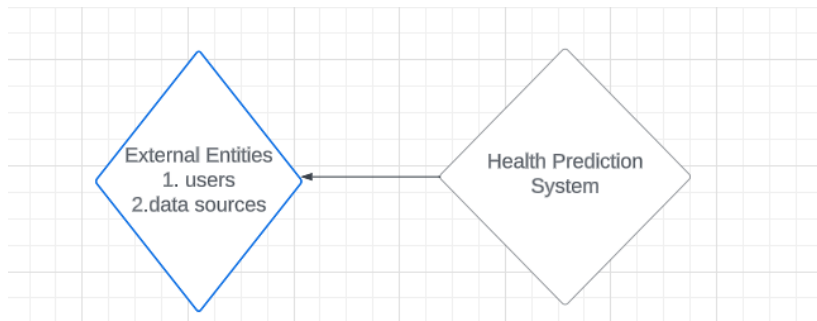 External Entities
1. users
2.data sources
Health Prediction
System